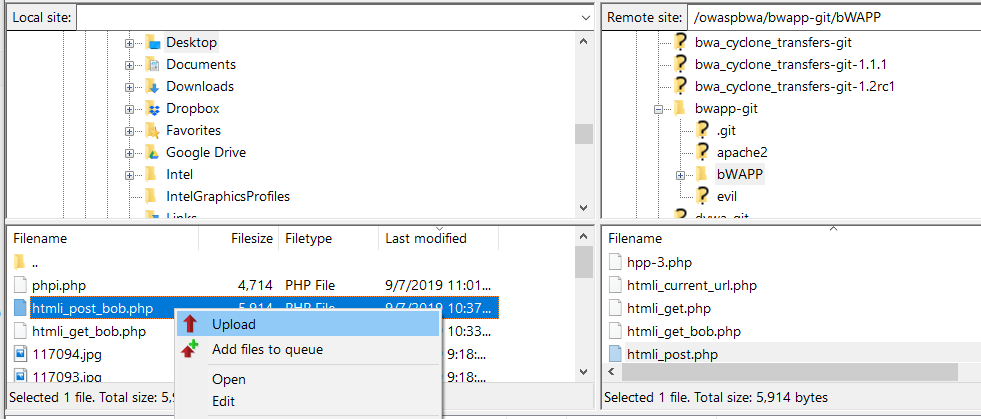 Local site:
Desktop
Documents
Downloads
Dropbox
Favorites
Google Drive
Intel
IntelGraphicsProfiles
Remote site: /owaspbwa/bwapp-git/bWAPP
bwa_cyclone_transfers-git
bwa_cyclone_transfers-git-1.1.1
bwa_cyclone_transfers-git-1.2rc1
bwapp-git
.git
apache2
bWAPP
evil
Filename Filesize Filetype Last modified
..
phpi.php 4,714 PHP File 9/7/2019 11:01...
htmli_post_bob.php 5,914 PHP File 9/7/2019 10:37...
htmli_get_bob.php 10:33...
117094.jpg 9:18:...
117093.jpg 9:18:...
Selected 1 file. Total size: 5,9
Upload
Add files to queue
Open
Edit
Filename
hpp-3.php
htmli_current_url.php
htmli_get.php
htmli_get_bob.php
htmli_post.php
Selected 1 file. Total size: 5,914 bytes